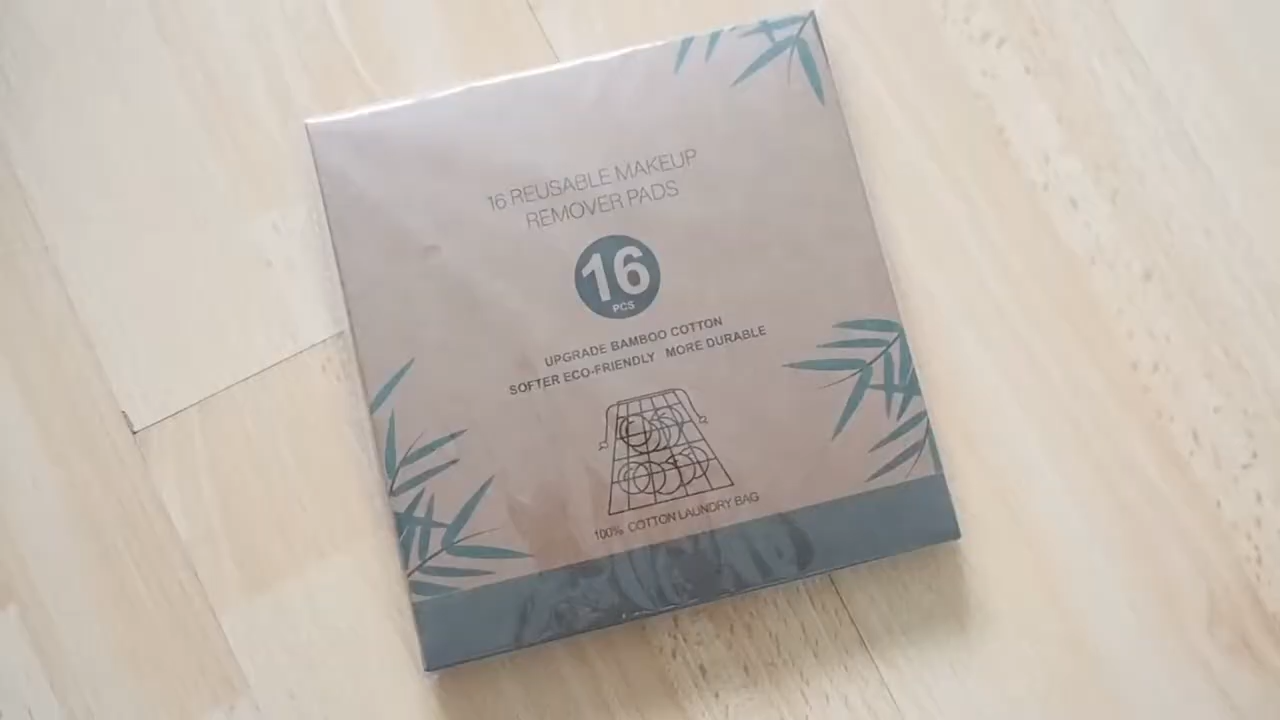 16 REUSABLE MAKEUP
REMOVER PADS
16
PCS
UPGRADE BAMBOO COTTON
SOFTER ECO-FRIENDLY MORE DURABLE
100% COTTON LAUNDRY BAG